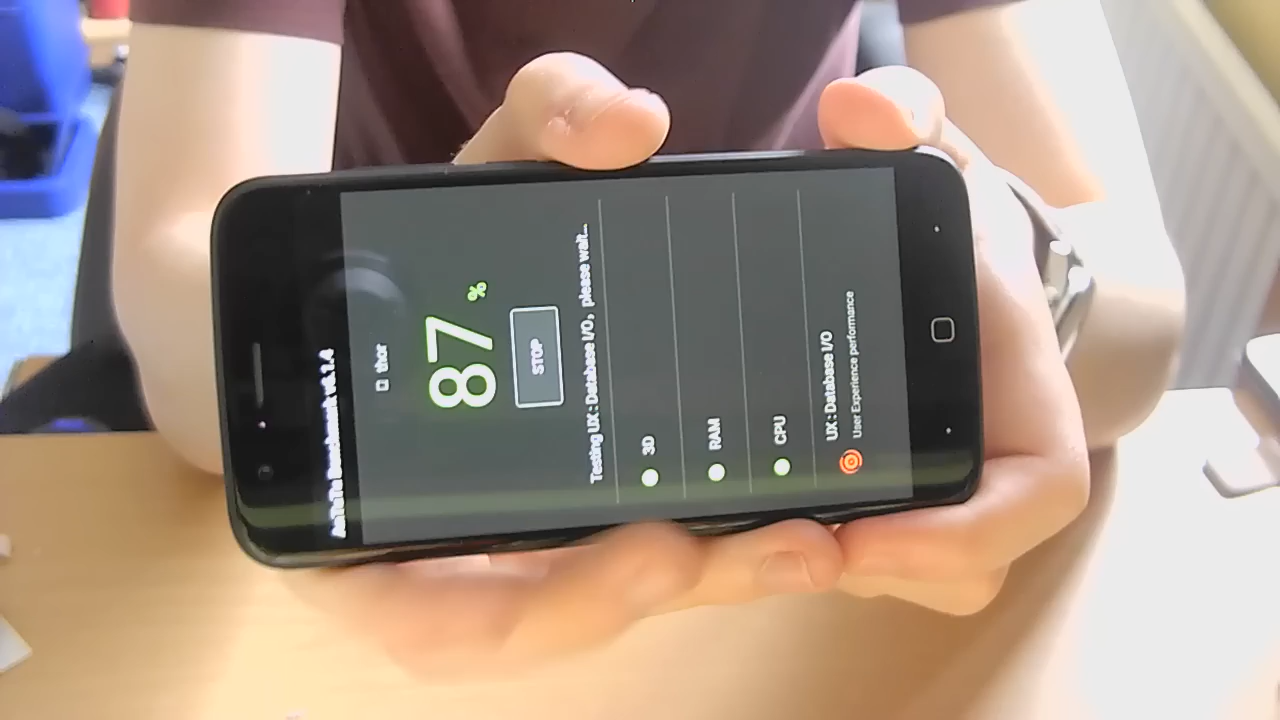 AnTuTu Benchmark v6.1.4
thor
87%
STOP
Testing UX : Database I/O, please wait..
3D
RAM
CPU
UX : Database I/O
User Experience performance